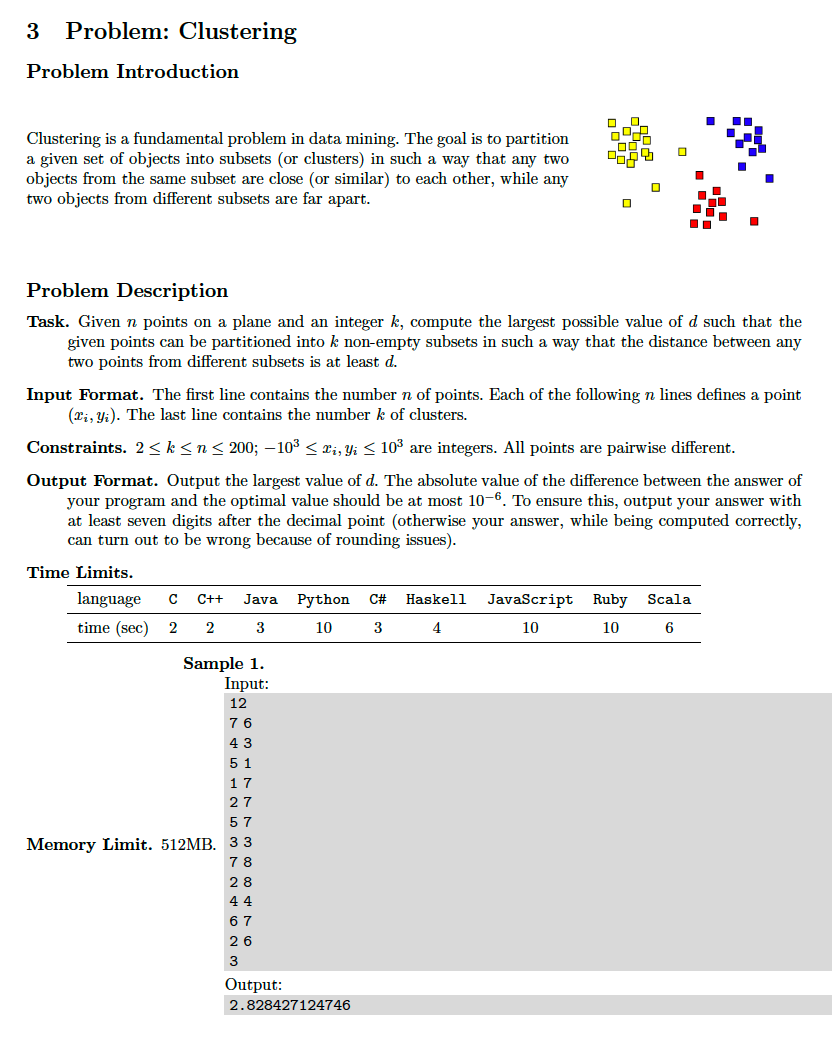 3 Problem: Clustering
Problem Introduction
Clustering is a fundamental problem in data mining. The goal is to partition
a given set of objects into subsets (or clusters) in such a way that any two
objects from the same subset are close (or similar) to each other, while any
two objects from different subsets are far apart.
Problem Description
Task. Given n points on a plane and an integer k, compute the largest possible value of d such that the
given points can be partitioned into k non-empty subsets in such a way that the distance between any
two points from different subsets is at least d.
Input Format. The first line contains the number n of points. Each of the following n lines defines a point
(xᵢ, yᵢ). The last line contains the number k of clusters.
Constraints. 2 ≤ k ≤ n ≤ 200; −10³ ≤ xᵢ, yᵢ ≤ 10³ are integers. All points are pairwise different.
Output Format. Output the largest value of d. The absolute value of the difference between the answer of
your program and the optimal value should be at most 10⁻⁶. To ensure this, output your answer with
at least seven digits after the decimal point (otherwise your answer, while being computed correctly,
can turn out to be wrong because of rounding issues).
Time Limits.
language C C++ Java Python C# Haskell JavaScript Ruby Scala
time (sec) 2 2 3 10 3 4 10 10 6
Sample 1.
Input:
12
7 6
4 3
5 1
1 7
2 7
5 7
Memory Limit. 512MB. 3 3
7 8
2 8
4 4
6 7
2 6
3
Output:
2.828427124746